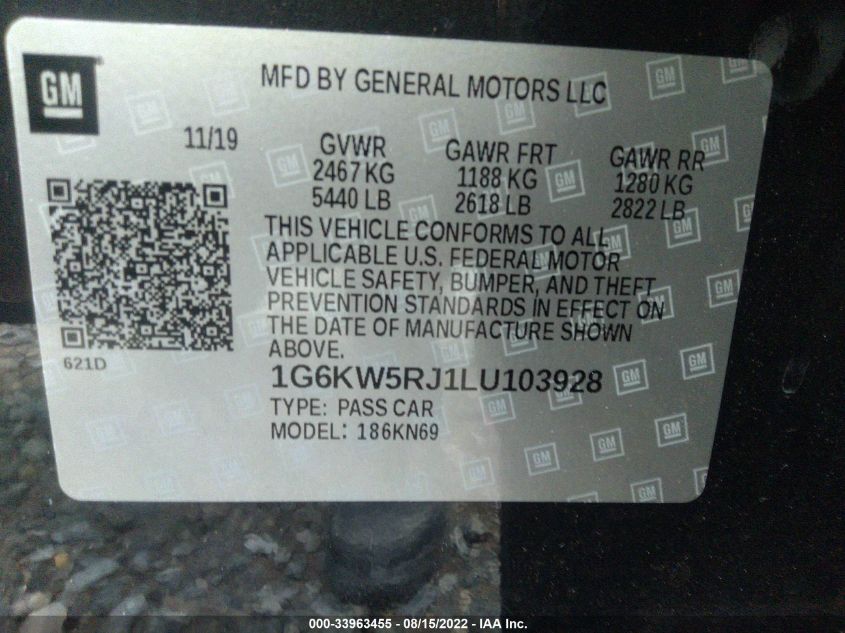 GM
MFD BY GENERAL MOTORS LLC
11/19
GVWR
2467 KG
5440 LB
GAWR FRT
1188 KG
2618 LB
GAWR RR
1280 KG
2822 LB
THIS VEHICLE CONFORMS TO ALL
APPLICABLE U.S. FEDERAL MOTOR
VEHICLE SAFETY, BUMPER, AND THEFT
PREVENTION STANDARDS IN EFFECT ON
THE DATE OF MANUFACTURE SHOWN
ABOVE.
621D
1G6KW5RJ1LU103928
TYPE: PASS CAR
MODEL: 186KN69
000-33963455 - 08/15/2022 - IAA Inc.